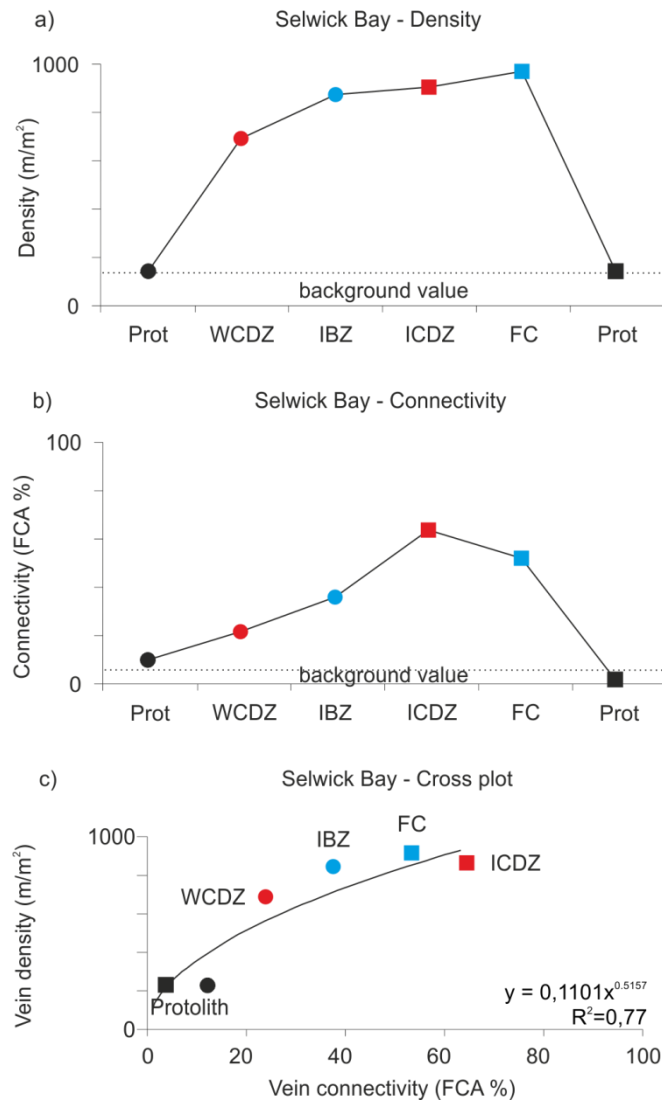 a)
Selwick Bay - Density
1000
Density (m/m²)
background value
0
Prot WCDZ IBZ ICDZ FC Prot
b)
Selwick Bay - Connectivity
100
Connectivity (FCA %)
background value
0
Prot WCDZ IBZ ICDZ FC Prot
c)
Selwick Bay - Cross plot
1000
Vein density (m/m²)
FC
IBZ
ICDZ
WCDZ
Protolith
y = 0,1101x^0.5157
R²=0,77
0
0 20 40 60 80 100
Vein connectivity (FCA %)